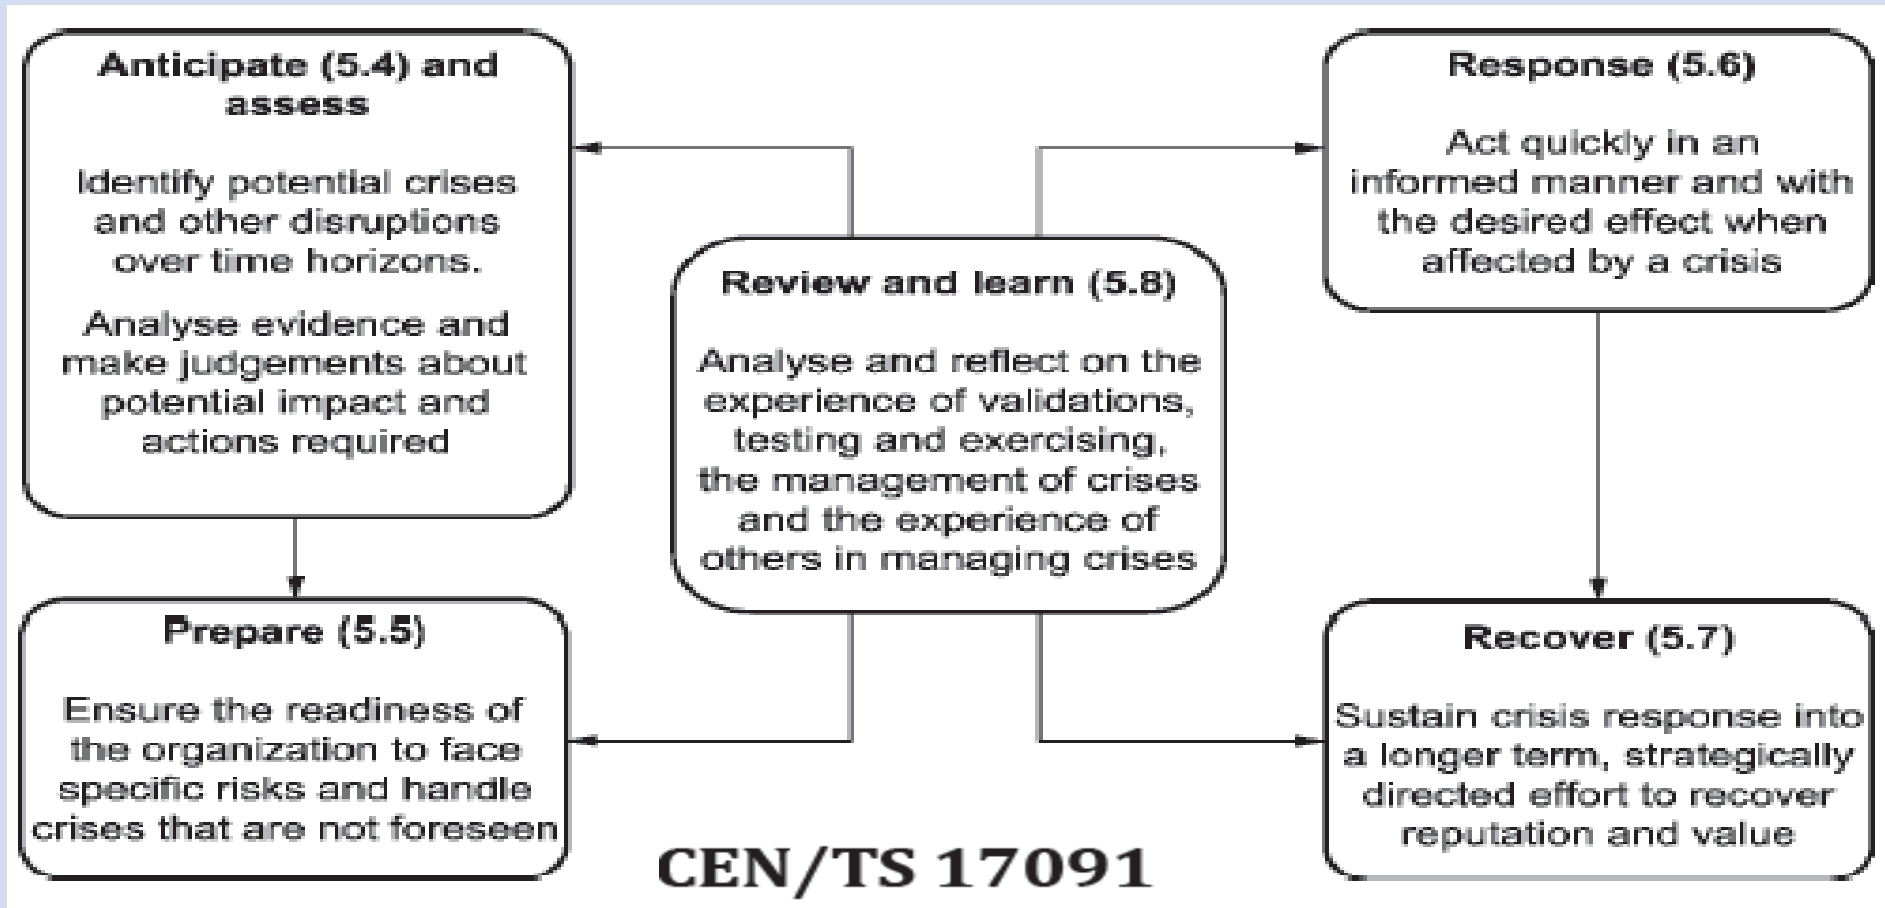 Anticipate (5.4) and
assess
Identify potential crises
and other disruptions
over time horizons.
Analyse evidence and
make judgements about
potential impact and
actions required
Prepare (5.5)
Ensure the readiness of
the organization to face
specific risks and handle
crises that are not foreseen
Review and learn (5.8)
Analyse and reflect on the
experience of validations,
testing and exercising,
the management of crises
and the experience of
others in managing crises
Response (5.6)
Act quickly in an
informed manner and with
the desired effect when
affected by a crisis
Recover (5.7)
Sustain crisis response into
a longer term, strategically
directed effort to recover
reputation and value
CEN/TS 17091